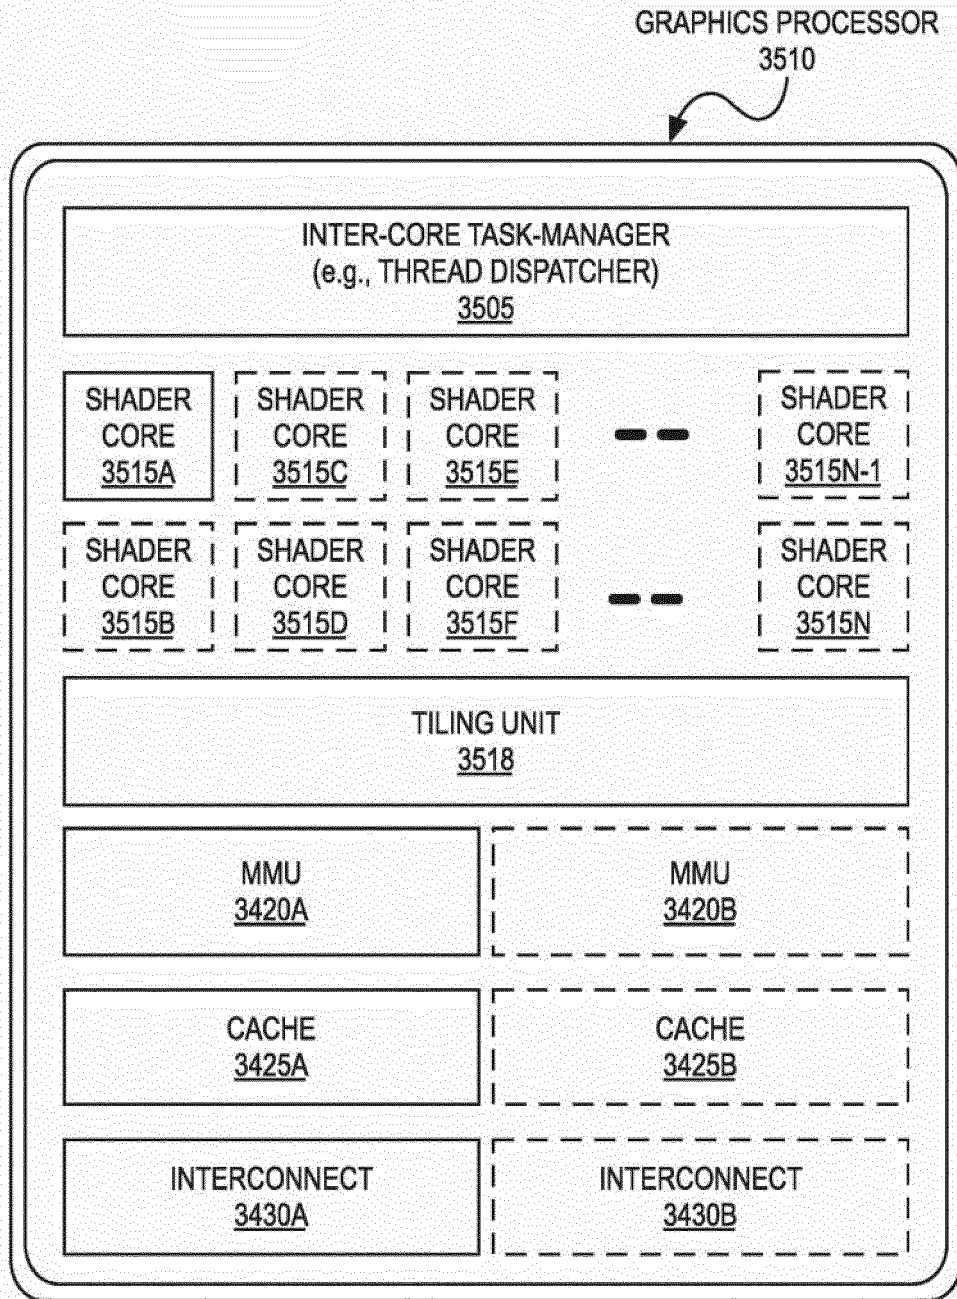 GRAPHICS PROCESSOR
3510
INTER-CORE TASK-MANAGER
(e.g., THREAD DISPATCHER)
3505
SHADER
CORE
3515A
SHADER
CORE
3515C
SHADER
CORE
3515E
SHADER
CORE
3515N-1
SHADER
CORE
3515B
SHADER
CORE
3515D
SHADER
CORE
3515F
SHADER
CORE
3515N
TILING UNIT
3518
MMU
3420A
MMU
3420B
CACHE
3425A
CACHE
3425B
INTERCONNECT
3430A
INTERCONNECT
3430B